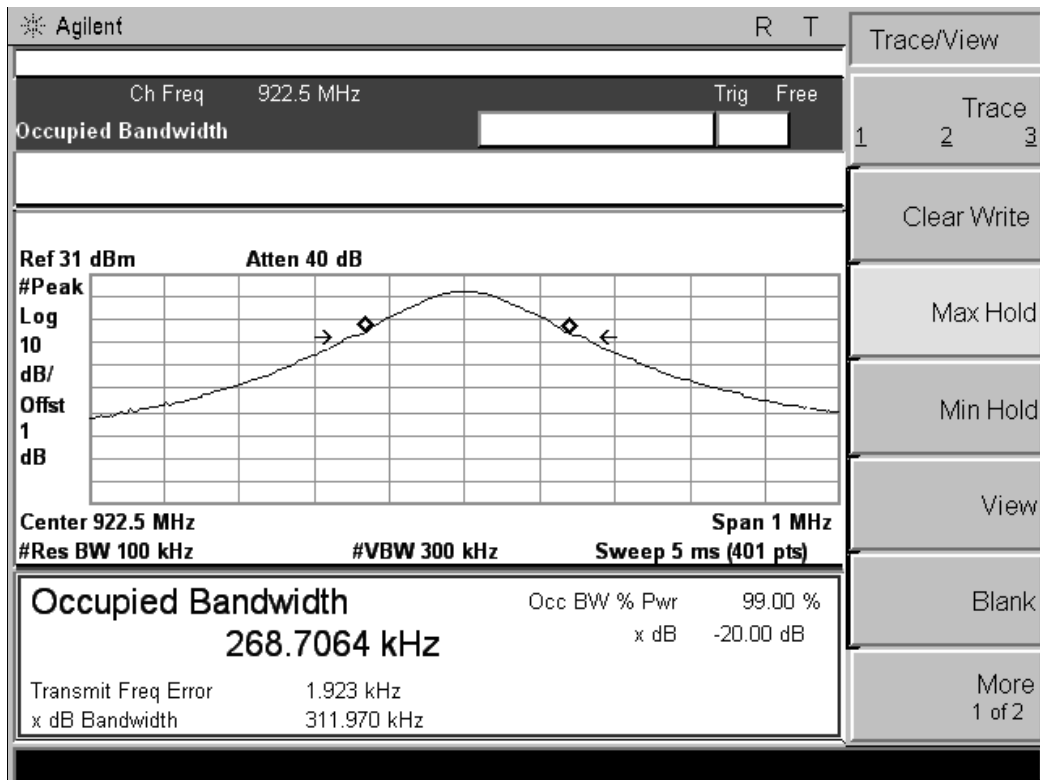 Agilent R T
Ch Freq 922.5 MHz Trig Free
Occupied Bandwidth
Ref 31 dBm Atten 40 dB
#Peak
Log
10
dB/
Offst
1
dB
Center 922.5 MHz Span 1 MHz
#Res BW 100 kHz #VBW 300 kHz Sweep 5 ms (401 pts)
Occupied Bandwidth
268.7064 kHz
Occ BW % Pwr 99.00 %
x dB -20.00 dB
Transmit Freq Error 1.923 kHz
x dB Bandwidth 311.970 kHz
Trace/View
Trace
1 2 3
Clear Write
Max Hold
Min Hold
View
Blank
More
1 of 2